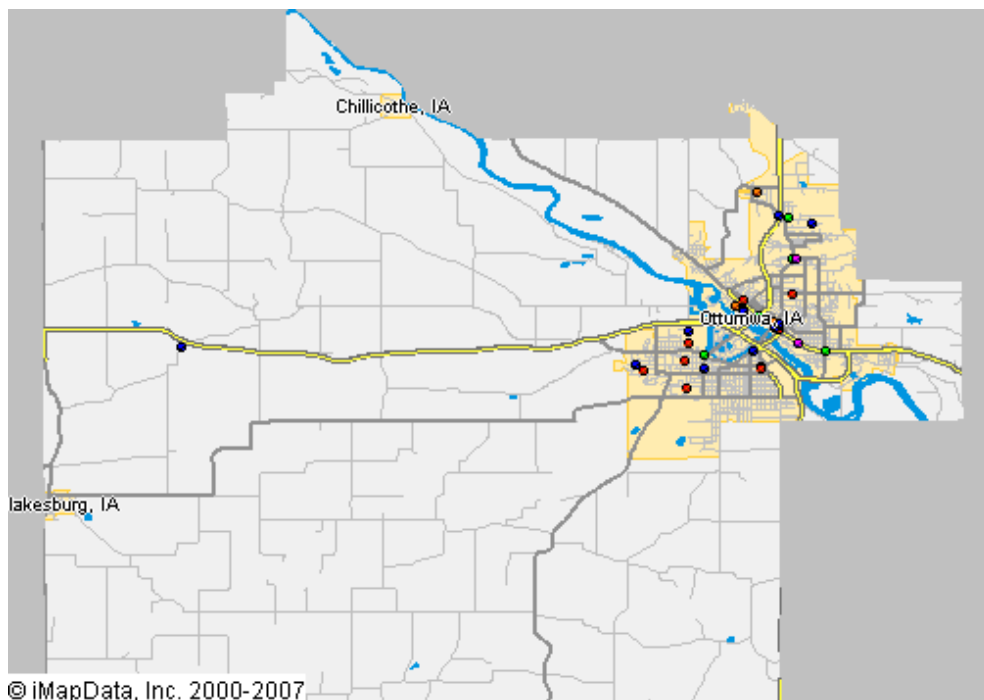 Chillicothe, IA
Ottumwa, IA
lakesburg, IA
© iMapData, Inc. 2000-2007